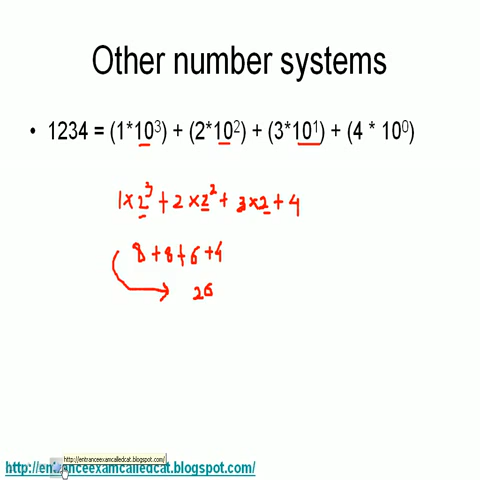 Other number systems
• 1234 = (1*10³) + (2*10²) + (3*10¹) + (4 * 10⁰)
1×2³ + 2×2² + 3×2 + 4
8+8+6+4
26
http://entranceexamcalledcat.blogspot.com/
http://entranceexamcalledcat.blogspot.com/